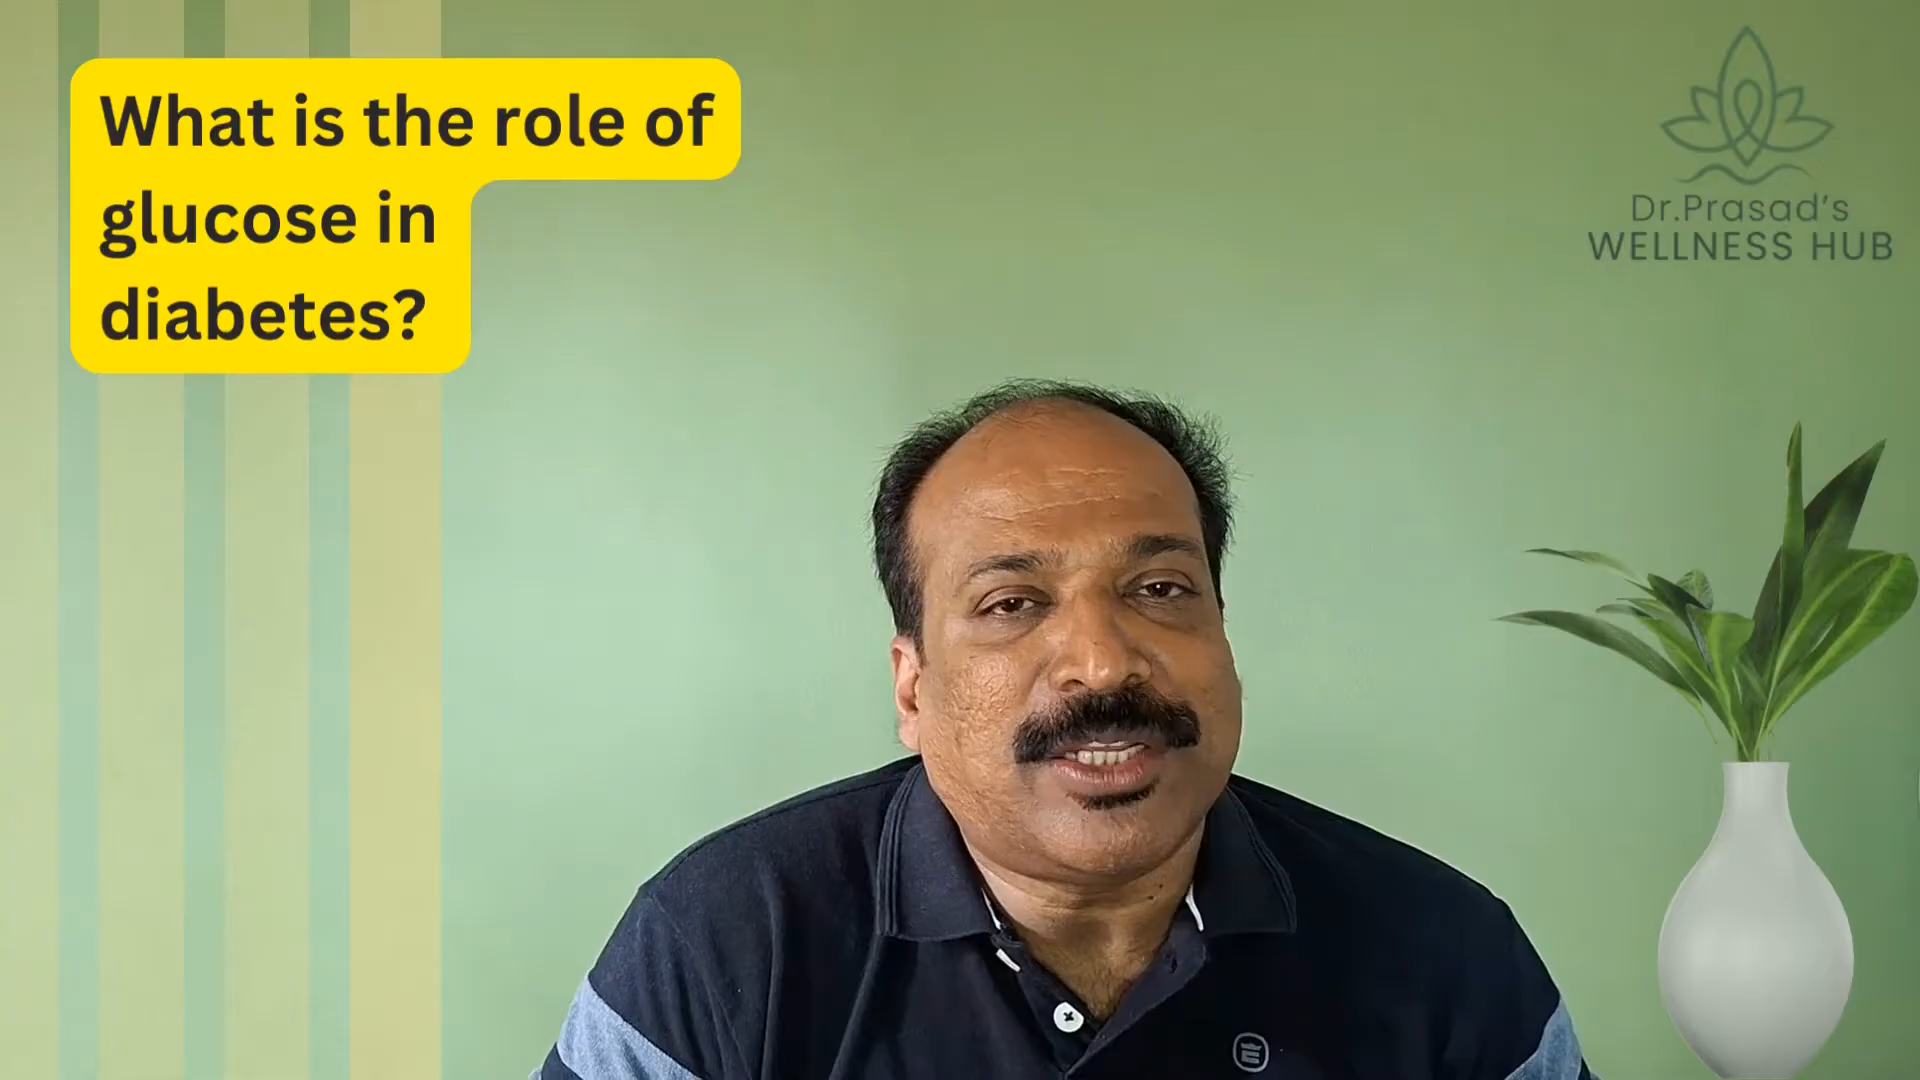 What is the role of
glucose in
diabetes?
Dr.Prasad's
WELLNESS HUB
E